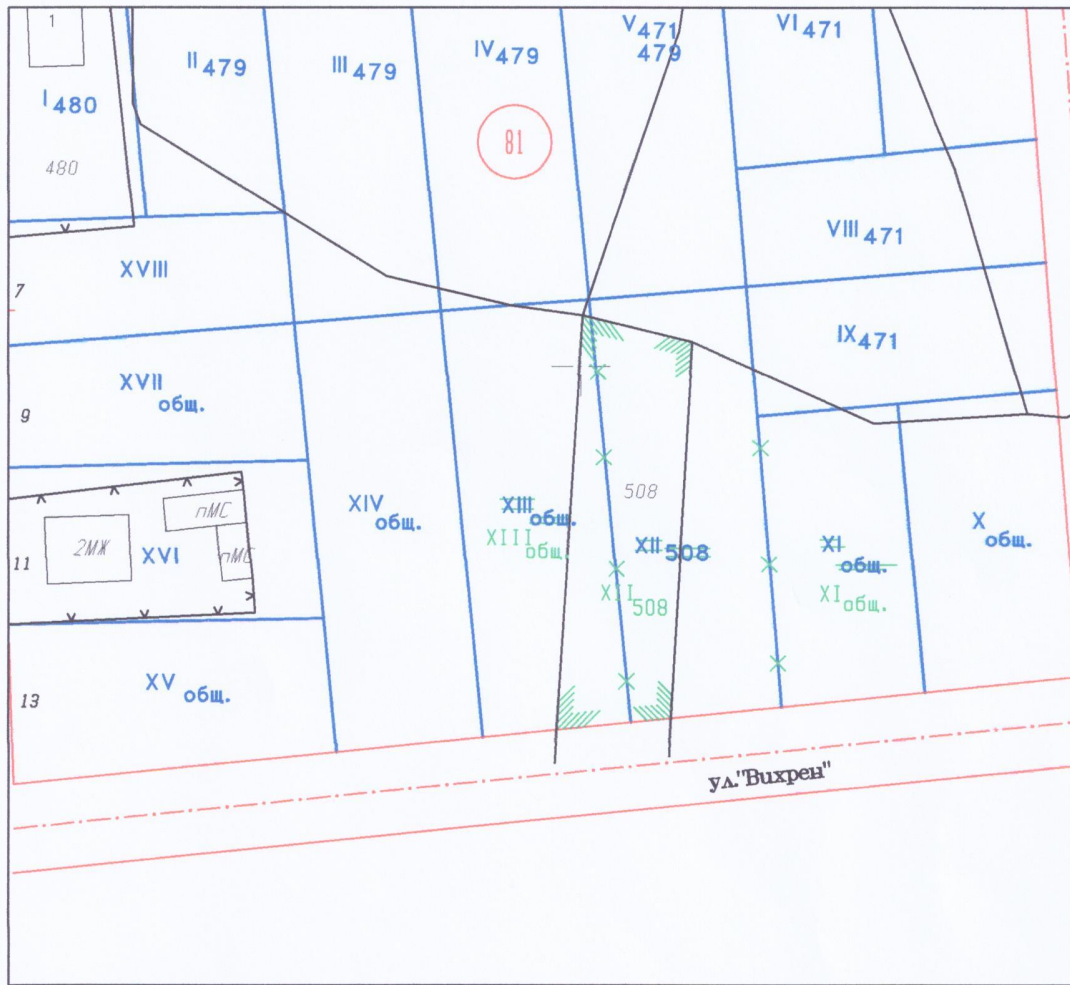 1
II 479
III 479
IV 479
V 471
479
VI 471
I 480
81
480
VIII 471
XVIII
7
IX 471
XVII
общ.
9
508
XIV
общ.
XIII
общ.
XIII
общ.
XII 508
XI
общ.
X
общ.
пМС
2МЖ
XVI
пМС
11
XII
508
XI
общ.
XV
общ.
13
ул."Вихрен"